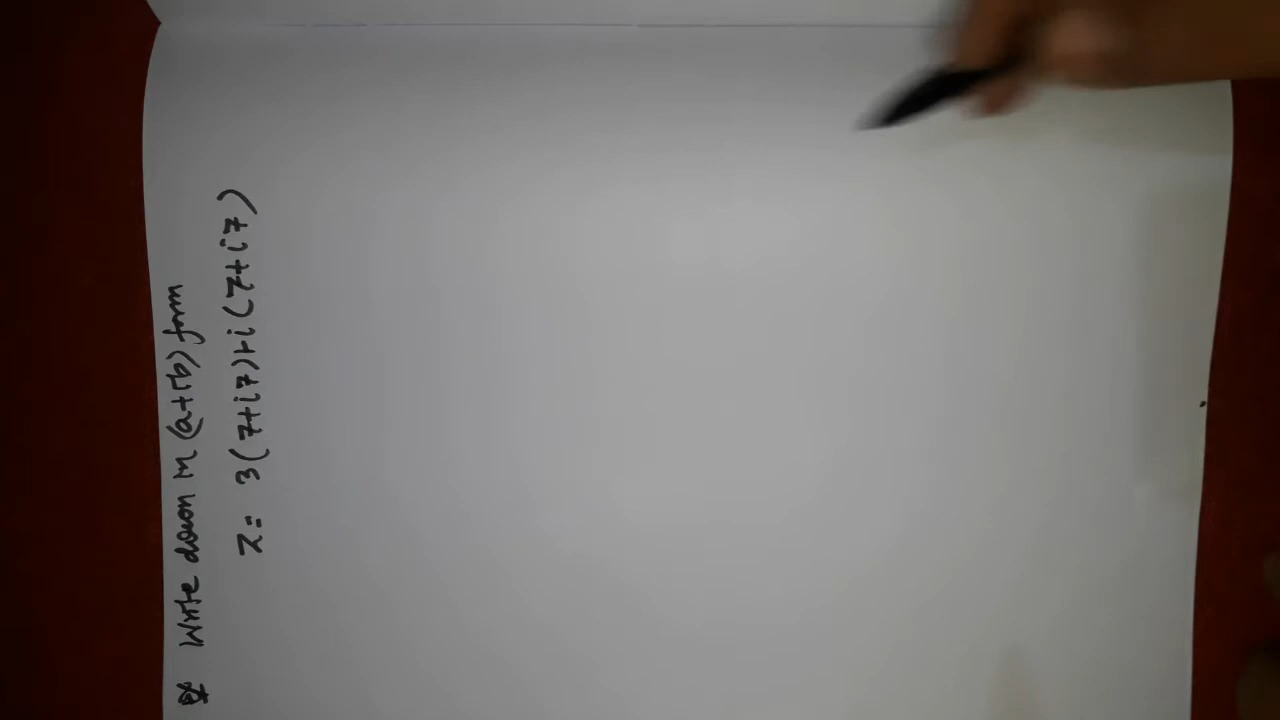 Write down in (a+ib) form
z = 3(7+i7)+i(7+i7)